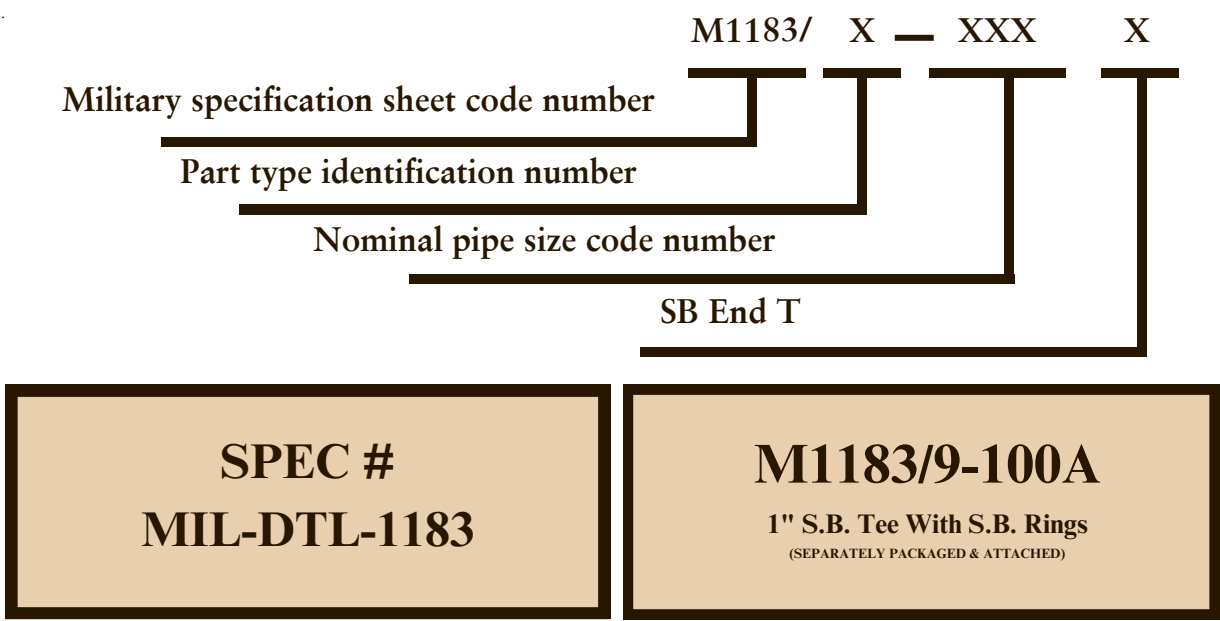 M1183/ X — XXX X
Military specification sheet code number
Part type identification number
Nominal pipe size code number
SB End T
SPEC #
MIL-DTL-1183
M1183/9-100A
1" S.B. Tee With S.B. Rings
(SEPARATELY PACKAGED & ATTACHED)